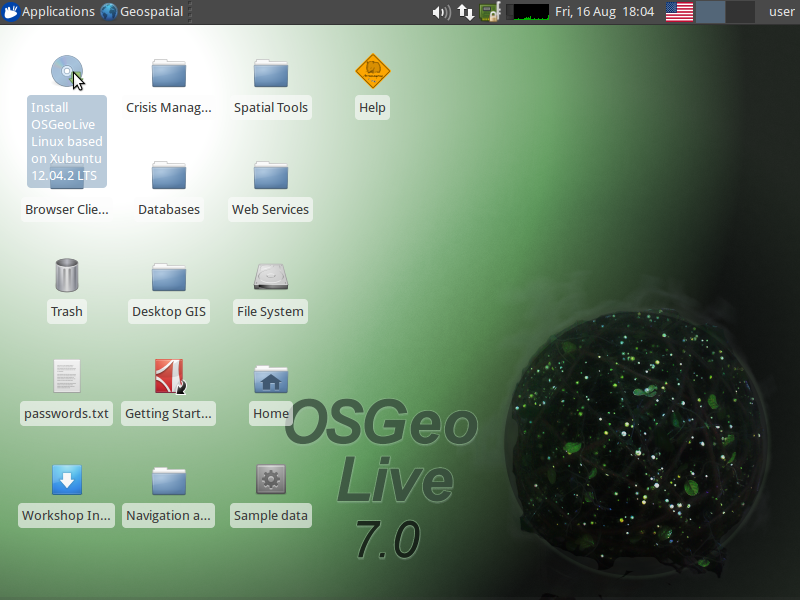 Applications Geospatial Fri, 16 Aug 18:04 user
Install
OSGeoLive
Linux based
on Xubuntu
12.04.2 LTS
Crisis Manag...
Spatial Tools
Help
Browser Clie...
Databases
Web Services
Trash
Desktop GIS
File System
passwords.txt
Getting Start...
Home
Workshop In...
Navigation a...
Sample data
OSGeo
Live
7.0